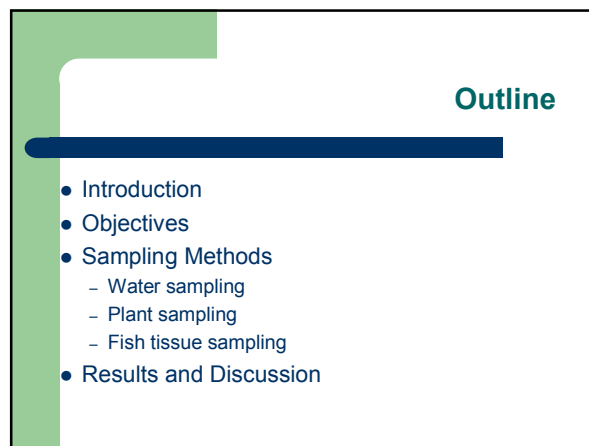 Outline
● Introduction
● Objectives
● Sampling Methods
– Water sampling
– Plant sampling
– Fish tissue sampling
● Results and Discussion